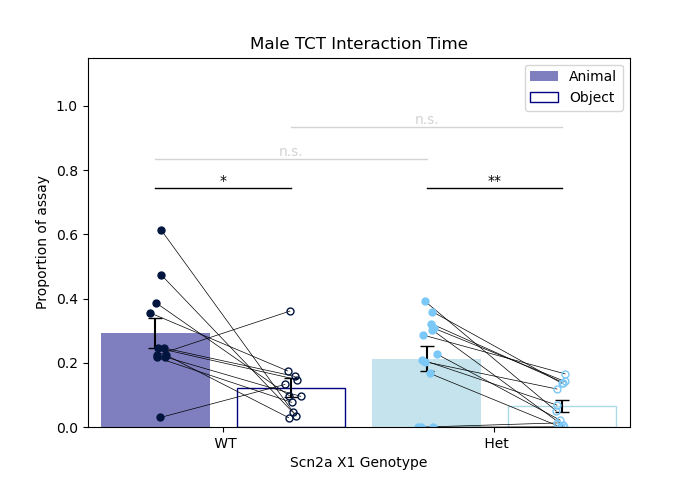 Male TCT Interaction Time
Animal
Object
n.s.
n.s.
*
**
Proportion of assay
1.0
0.8
0.6
0.4
0.2
0.0
WT
Het
Scn2a X1 Genotype